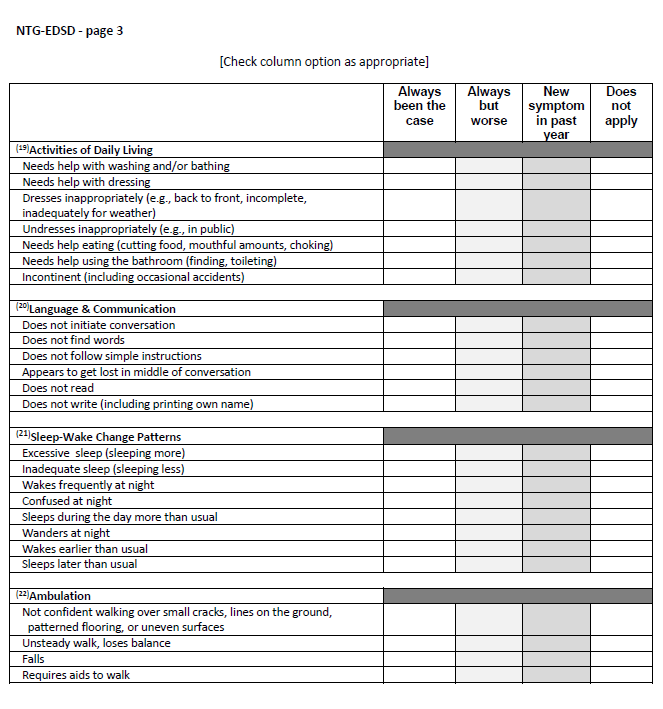 NTG-EDSD - page 3
[Check column option as appropriate]
Always been the case
Always but worse
New symptom in past year
Does not apply
(19)Activities of Daily Living
Needs help with washing and/or bathing
Needs help with dressing
Dresses inappropriately (e.g., back to front, incomplete,
inadequately for weather)
Undresses inappropriately (e.g., in public)
Needs help eating (cutting food, mouthful amounts, choking)
Needs help using the bathroom (finding, toileting)
Incontinent (including occasional accidents)
(20)Language & Communication
Does not initiate conversation
Does not find words
Does not follow simple instructions
Appears to get lost in middle of conversation
Does not read
Does not write (including printing own name)
(21)Sleep-Wake Change Patterns
Excessive sleep (sleeping more)
Inadequate sleep (sleeping less)
Wakes frequently at night
Confused at night
Sleeps during the day more than usual
Wanders at night
Wakes earlier than usual
Sleeps later than usual
(22)Ambulation
Not confident walking over small cracks, lines on the ground,
patterned flooring, or uneven surfaces
Unsteady walk, loses balance
Falls
Requires aids to walk